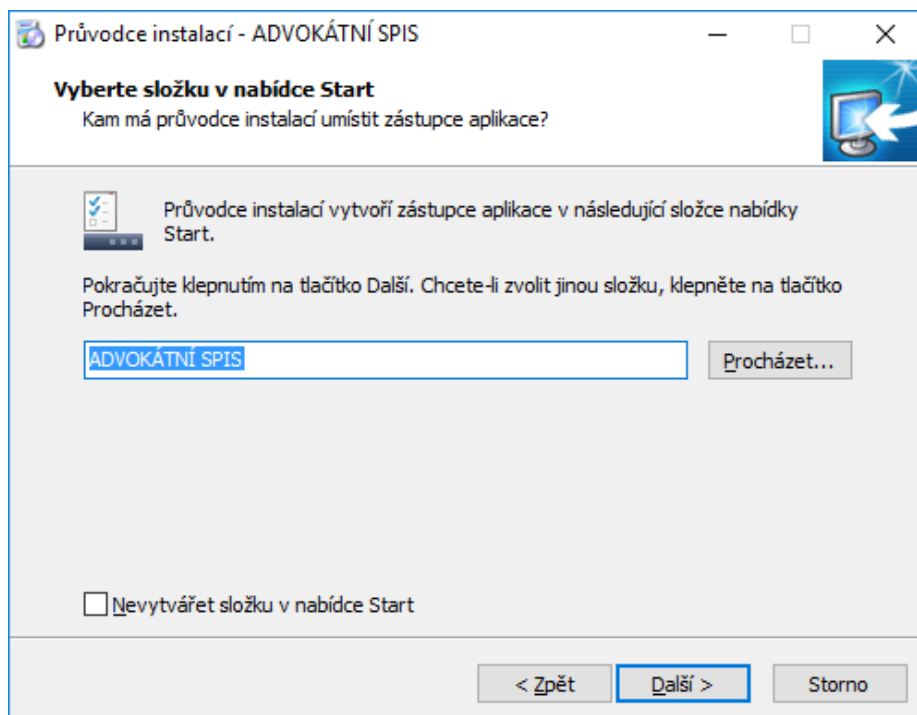 Průvodce instalací - ADVOKÁTNÍ SPIS
Vyberte složku v nabídce Start
Kam má průvodce instalací umístit zástupce aplikace?
Průvodce instalací vytvoří zástupce aplikace v následující složce nabídky
Start.
Pokračujte klepnutím na tlačítko Další. Chcete-li zvolit jinou složku, klepněte na tlačítko
Procházet.
ADVOKÁTNÍ SPIS
Procházet...
Nevytvářet složku v nabídce Start
< Zpět
Další >
Storno